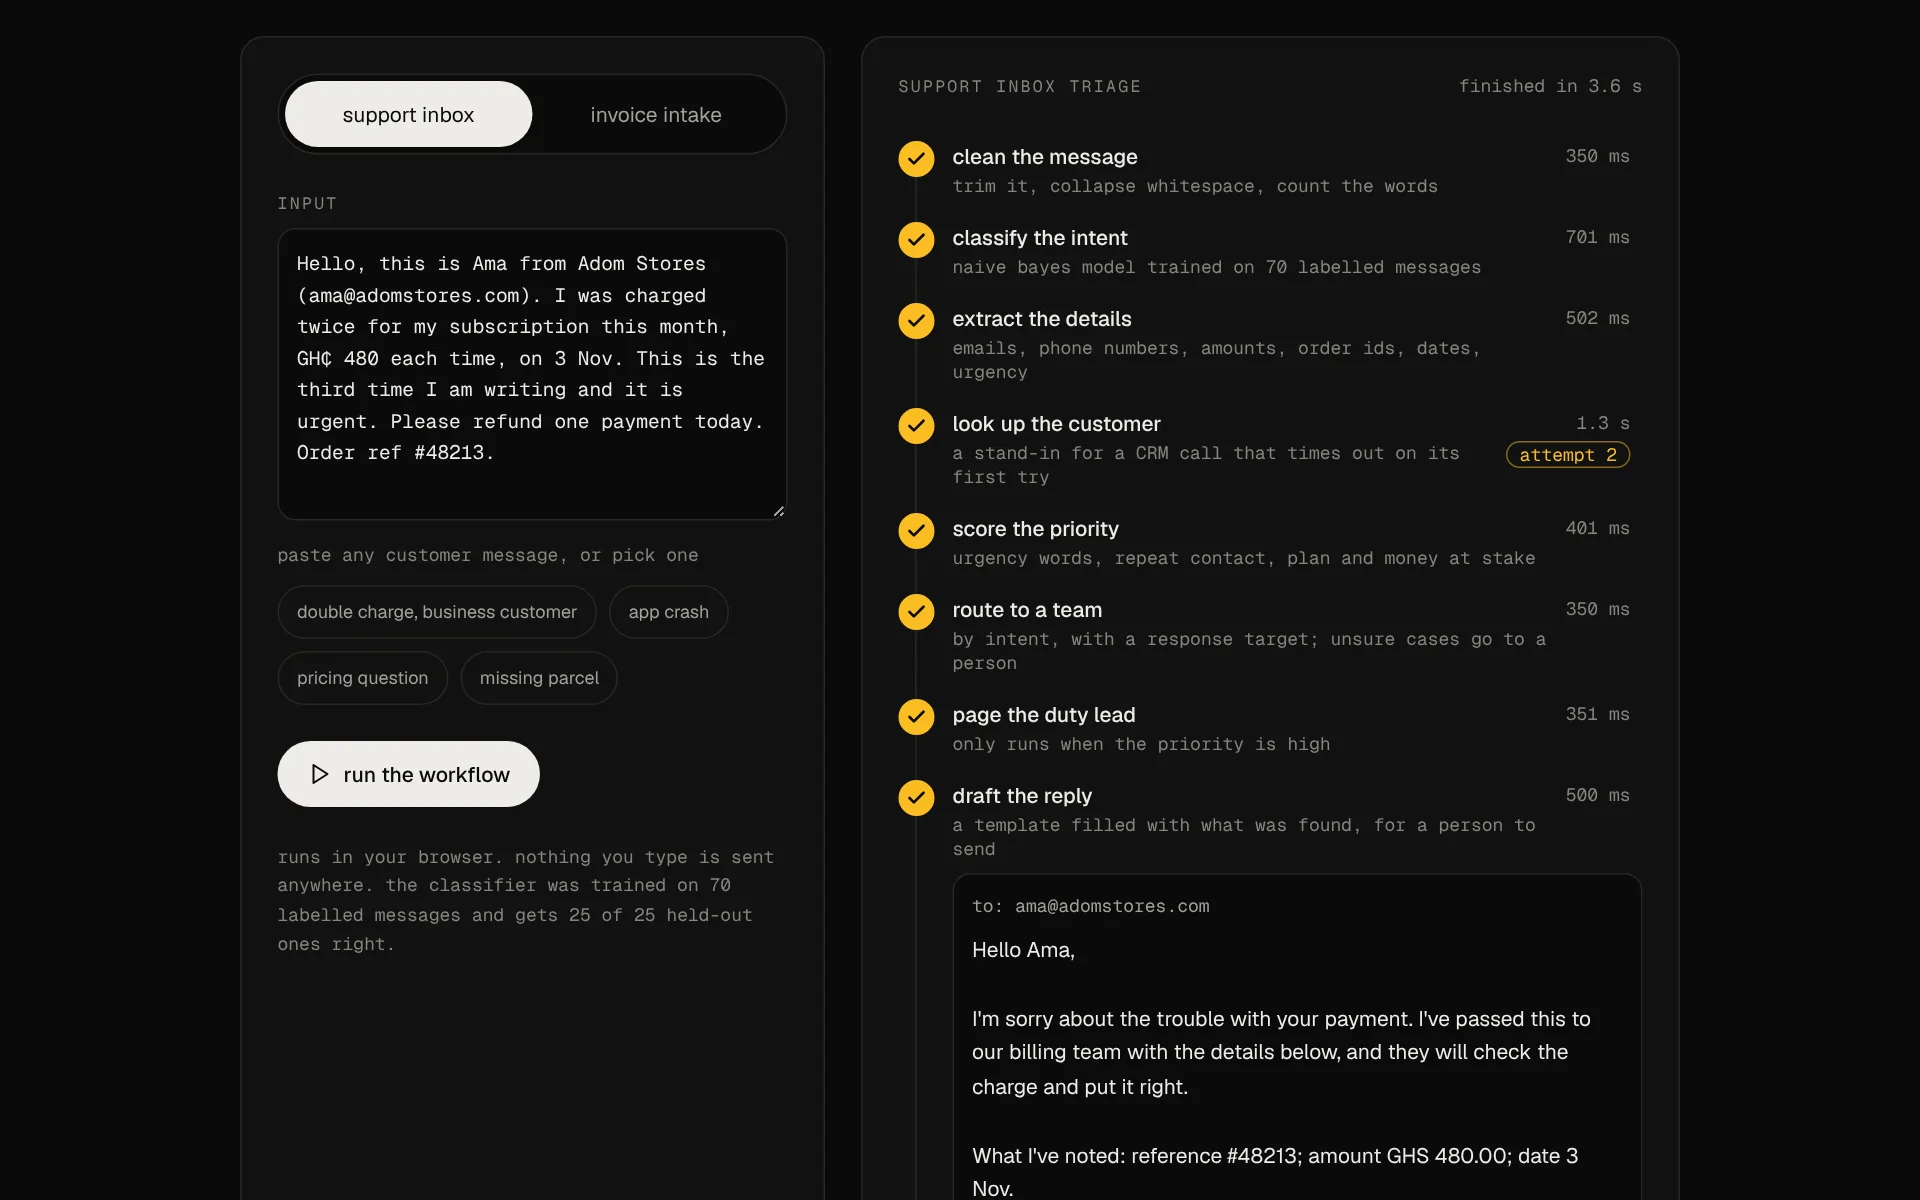 support inbox
invoice intake
INPUT
Hello, this is Ama from Adom Stores
(ama@adomstores.com). I was charged
twice for my subscription this month,
GH₵ 480 each time, on 3 Nov. This is the
third time I am writing and it is
urgent. Please refund one payment today.
Order ref #48213.
paste any customer message, or pick one
double charge, business customer
app crash
pricing question
missing parcel
run the workflow
runs in your browser. nothing you type is sent
anywhere. the classifier was trained on 70
labelled messages and gets 25 of 25 held-out
ones right.
SUPPORT INBOX TRIAGE
finished in 3.6 s
clean the message
350 ms
trim it, collapse whitespace, count the words
classify the intent
701 ms
naive bayes model trained on 70 labelled messages
extract the details
502 ms
emails, phone numbers, amounts, order ids, dates,
urgency
look up the customer
1.3 s
a stand-in for a CRM call that times out on its
attempt 2
first try
score the priority
401 ms
urgency words, repeat contact, plan and money at stake
route to a team
350 ms
by intent, with a response target; unsure cases go to a
person
page the duty lead
351 ms
only runs when the priority is high
draft the reply
500 ms
a template filled with what was found, for a person to
send
to: ama@adomstores.com
Hello Ama,
I'm sorry about the trouble with your payment. I've passed this to
our billing team with the details below, and they will check the
charge and put it right.
What I've noted: reference #48213; amount GHS 480.00; date 3
Nov.